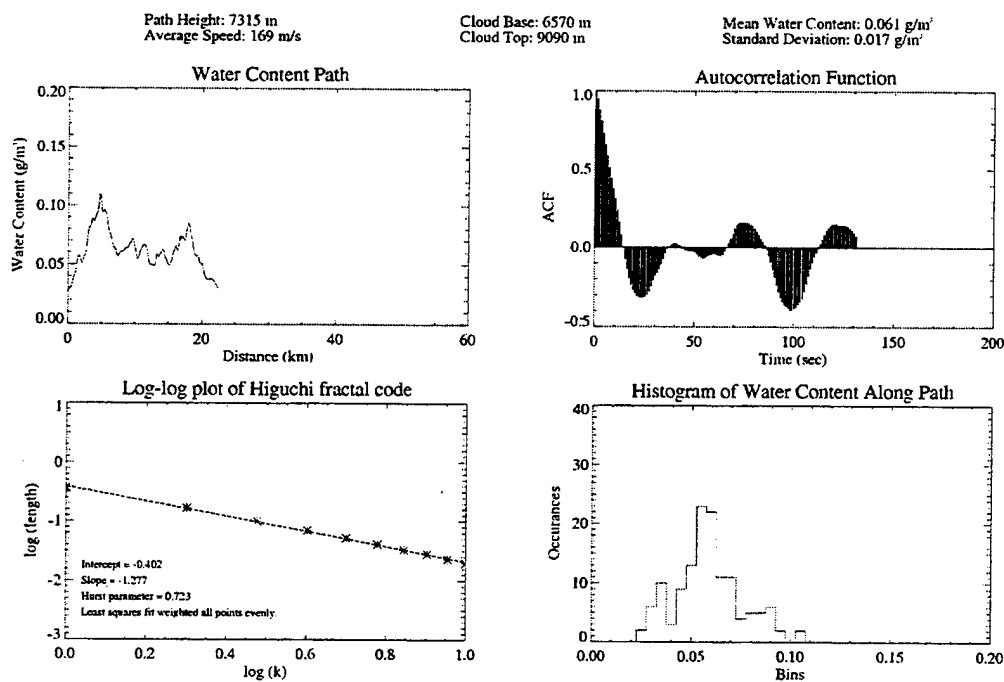 Path Height: 7315 m
Average Speed: 169 m/s
Cloud Base: 6570 m
Cloud Top: 9090 m
Mean Water Content: 0.061 g/m³
Standard Deviation: 0.017 g/m³
Water Content Path
0.20
0.15
0.10
0.05
0.00
Water Content (g/m³)
0
20
40
60
Distance (km)
Autocorrelation Function
1.0
0.5
0.0
-0.5
ACF
0
50
100
150
200
Time (sec)
Log-log plot of Higuchi fractal code
1
0
-1
-2
-3
log (length)
Intercept = -0.402
Slope = -1.277
Hurst parameter = 0.723
Least squares fit weighted all points evenly.
0.0
0.2
0.4
0.6
0.8
1.0
log (k)
Histogram of Water Content Along Path
40
30
20
10
0
Occurances
0.00
0.05
0.10
0.15
0.20
Bins